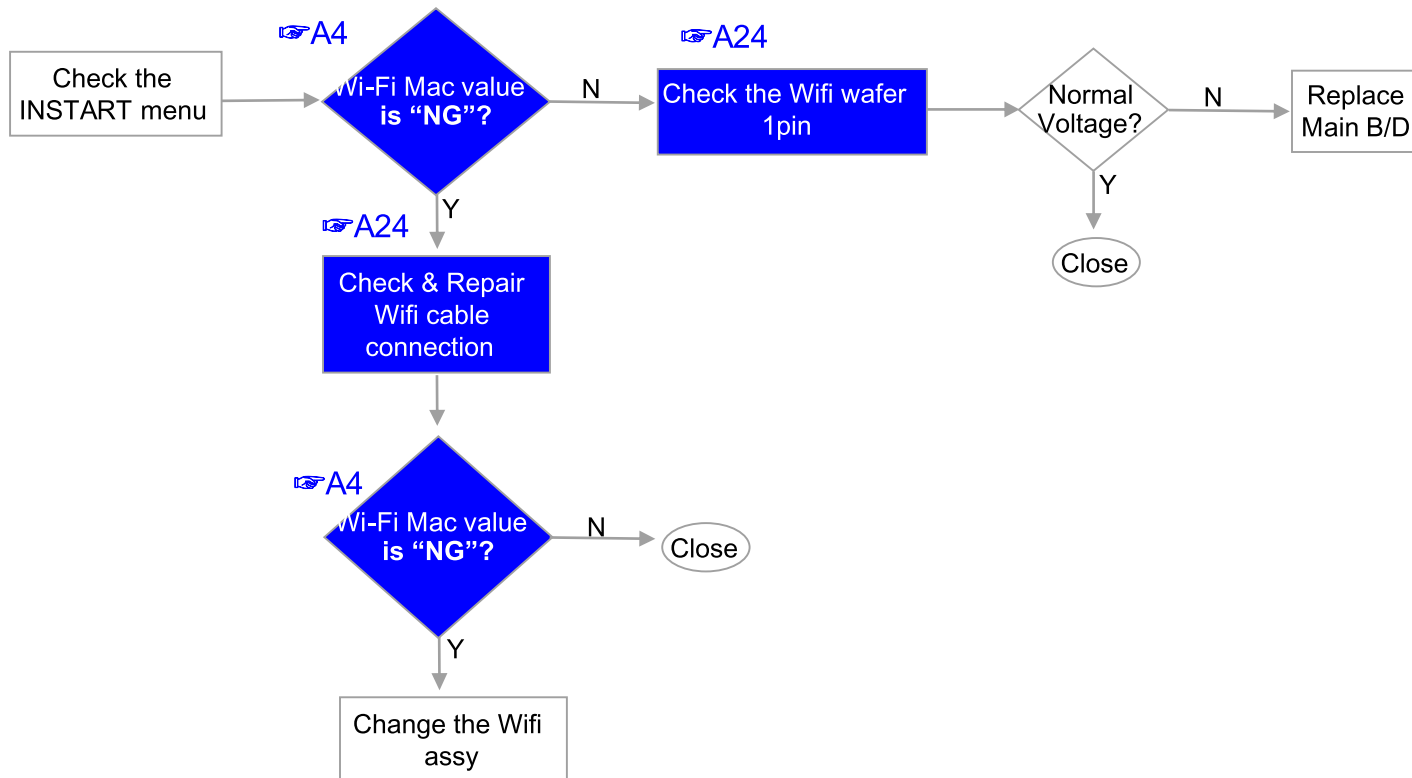 ☞A4
☞A24
Check the
INSTART menu
Wi-Fi Mac value
is “NG”?
N
Check the Wifi wafer
1pin
Normal
Voltage?
N
Replace
Main B/D
Y
Y
☞A24
Close
Check & Repair
Wifi cable
connection
☞A4
Wi-Fi Mac value
is “NG”?
N
Close
Y
Change the Wifi
assy